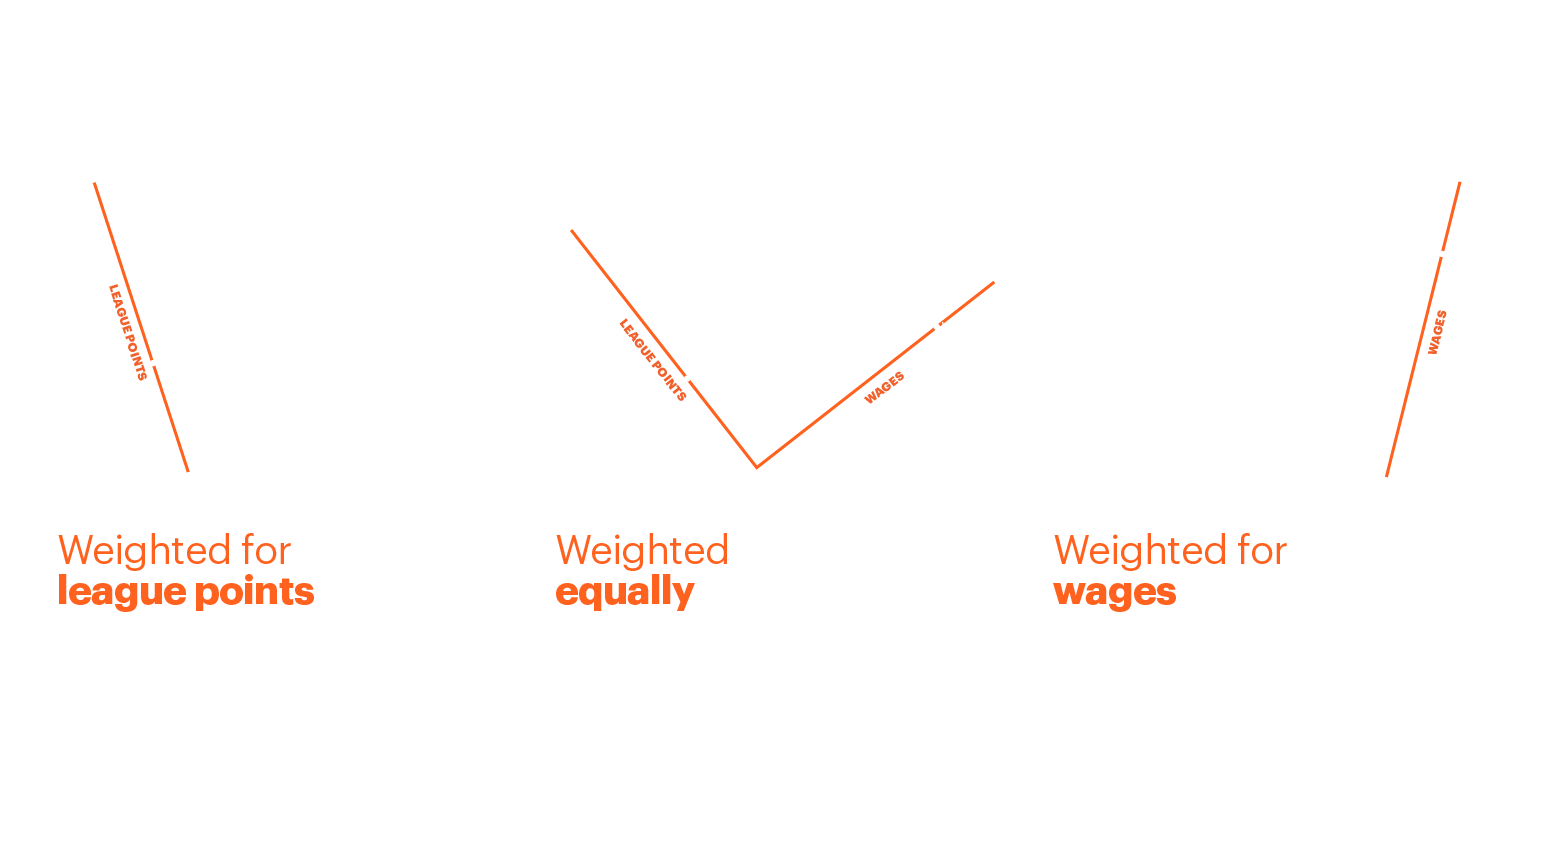 LEAGUE POINTS
LEAGUE POINTS
WAGES
WAGES
Weighted for
league points
Weighted
equally
Weighted for
wages